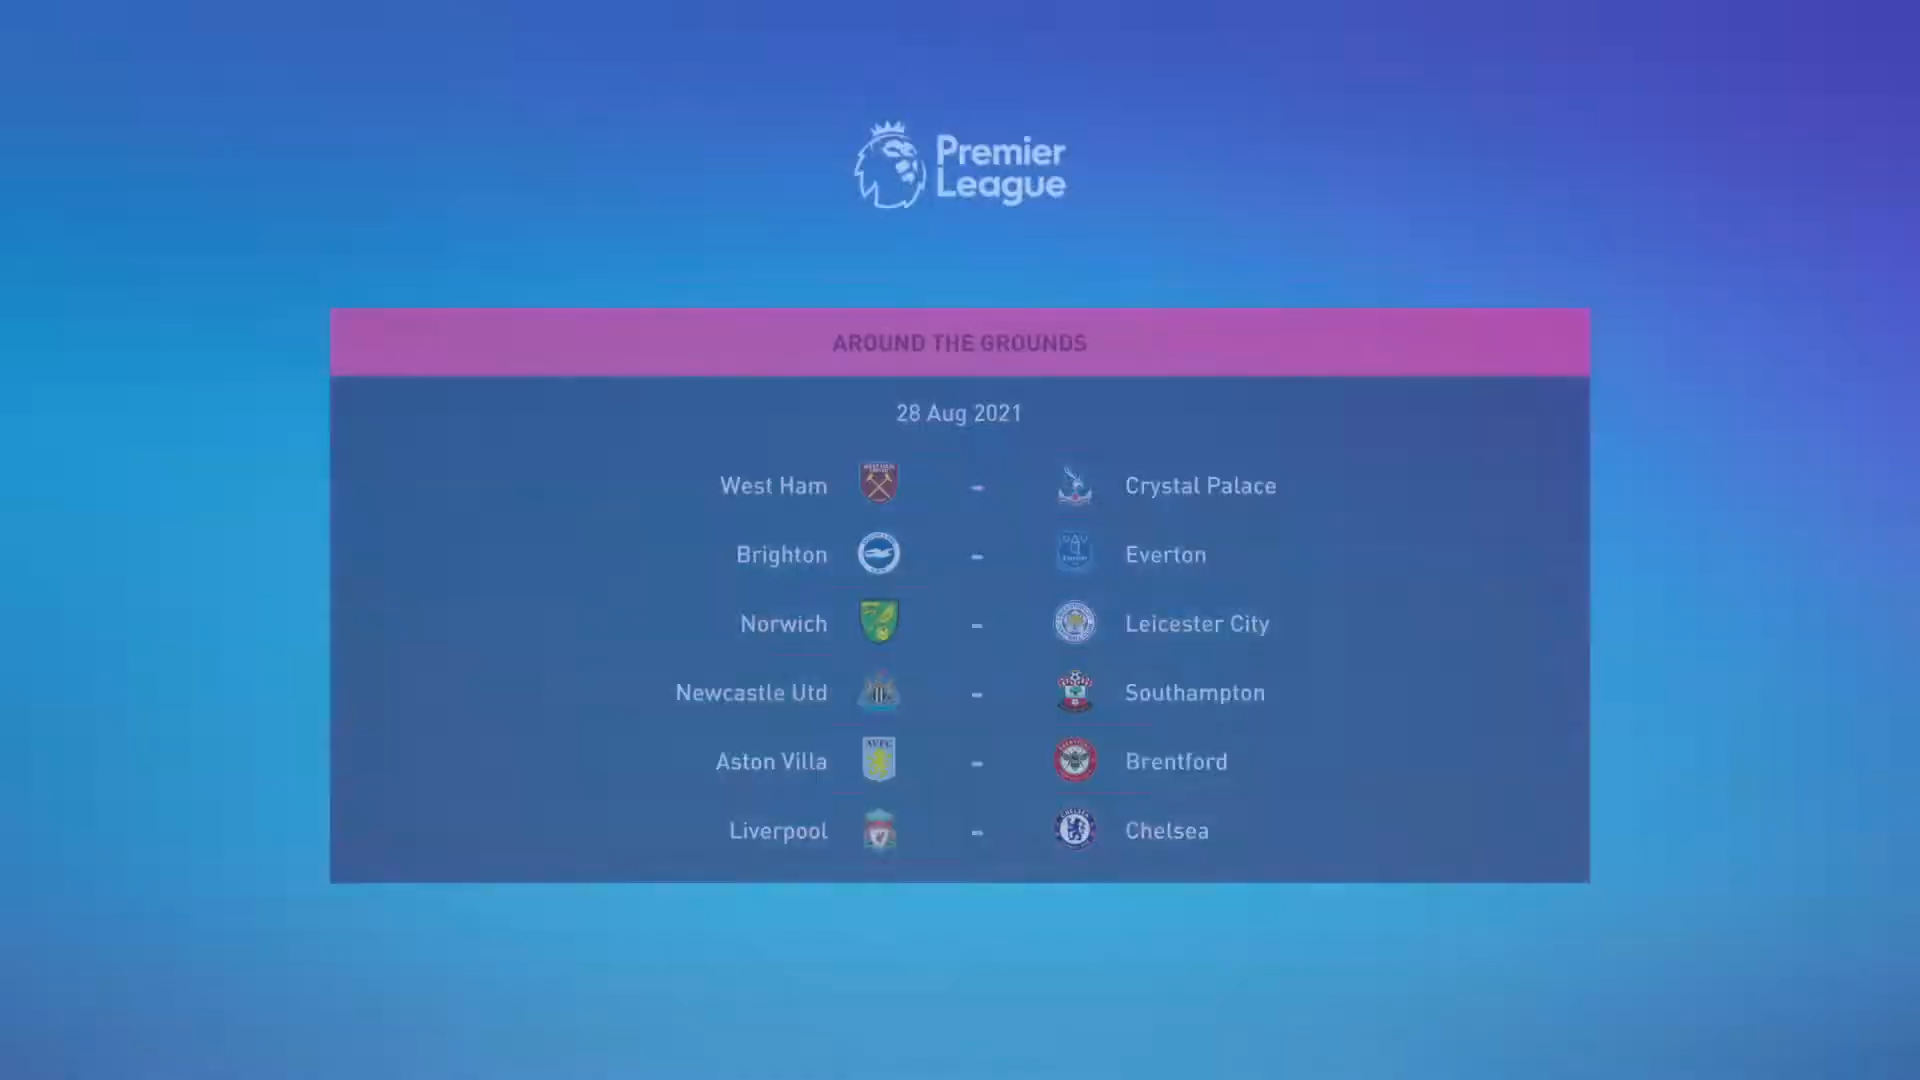 Premier
League
AROUND THE GROUNDS
28 Aug 2021
West Ham - Crystal Palace
Brighton - Everton
Norwich - Leicester City
Newcastle Utd - Southampton
Aston Villa - Brentford
Liverpool - Chelsea